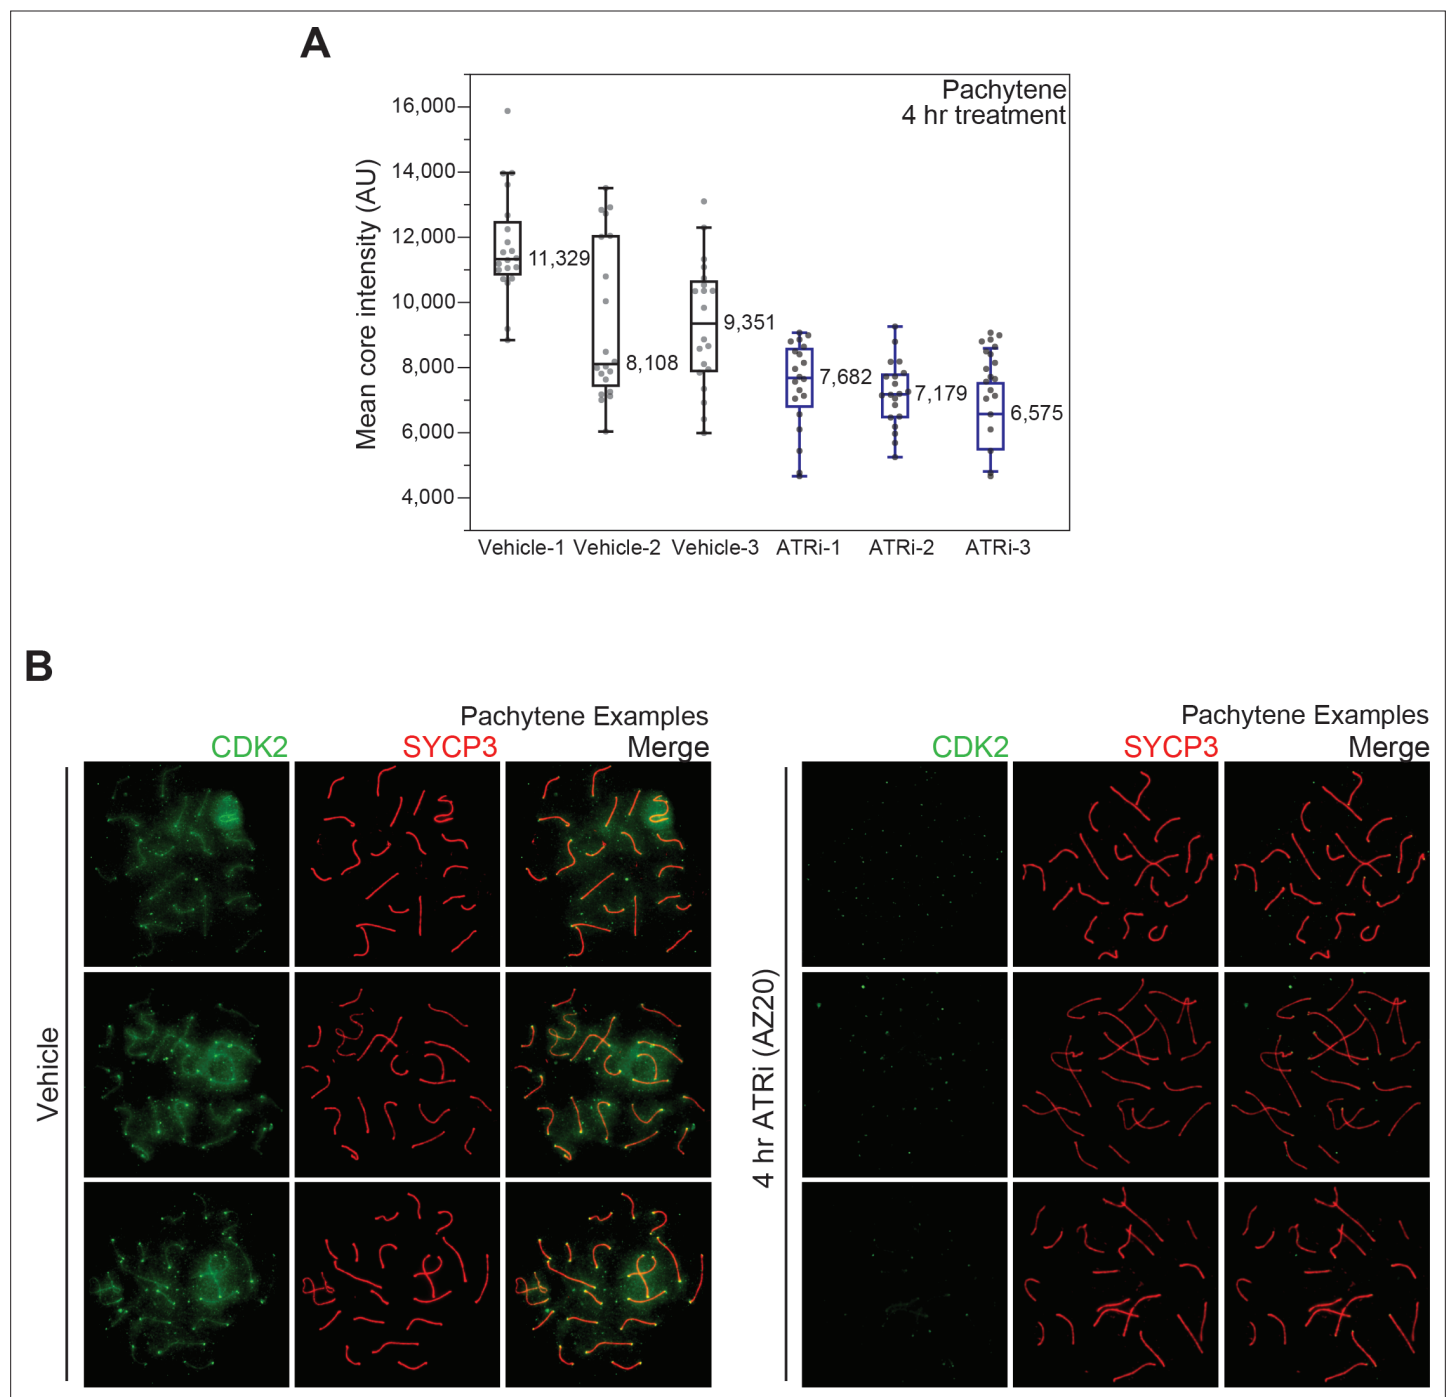 A
Pachytene
4 hr treatment
Mean core intensity (AU)
16,000
14,000
12,000
10,000
8,000
6,000
4,000
11,329
8,108
9,351
7,682
7,179
6,575
Vehicle-1 Vehicle-2 Vehicle-3 ATRi-1 ATRi-2 ATRi-3
B
Pachytene Examples
CDK2 SYCP3 Merge
Vehicle
Pachytene Examples
CDK2 SYCP3 Merge
4 hr ATRi (AZ20)